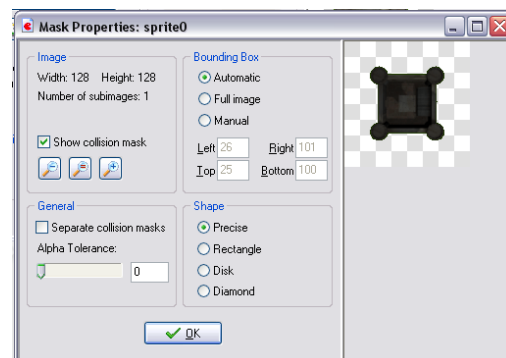 Mask Properties: sprite0
Image
Width: 128 Height: 128
Number of subimages: 1
Show collision mask
Bounding Box
Automatic
Full image
Manual
Left 26 Right 101
Top 25 Bottom 100
General
Separate collision masks
Alpha Tolerance:
0
Shape
Precise
Rectangle
Disk
Diamond
OK